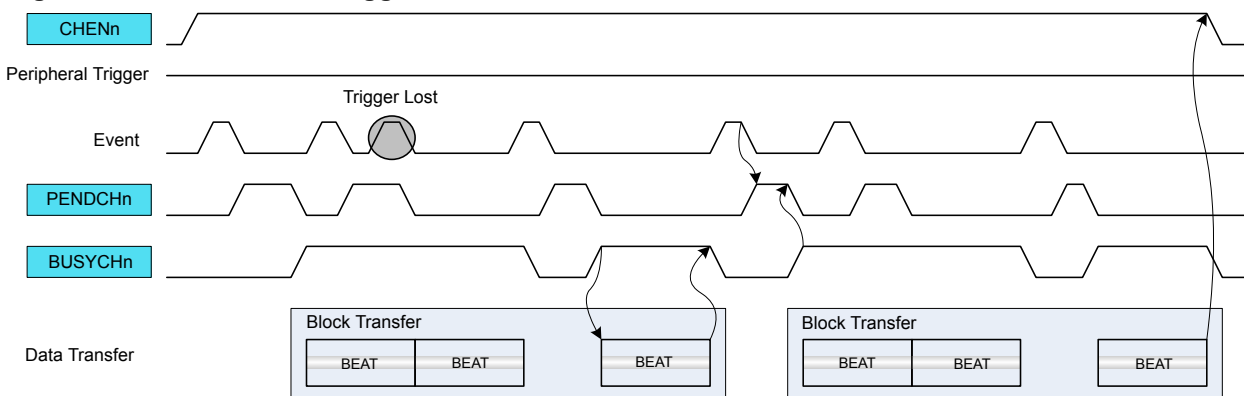 CHENn
Peripheral Trigger
Trigger Lost
Event
PENDCHn
BUSYCHn
Block Transfer
Block Transfer
Data Transfer
BEAT
BEAT
BEAT
BEAT
BEAT
BEAT